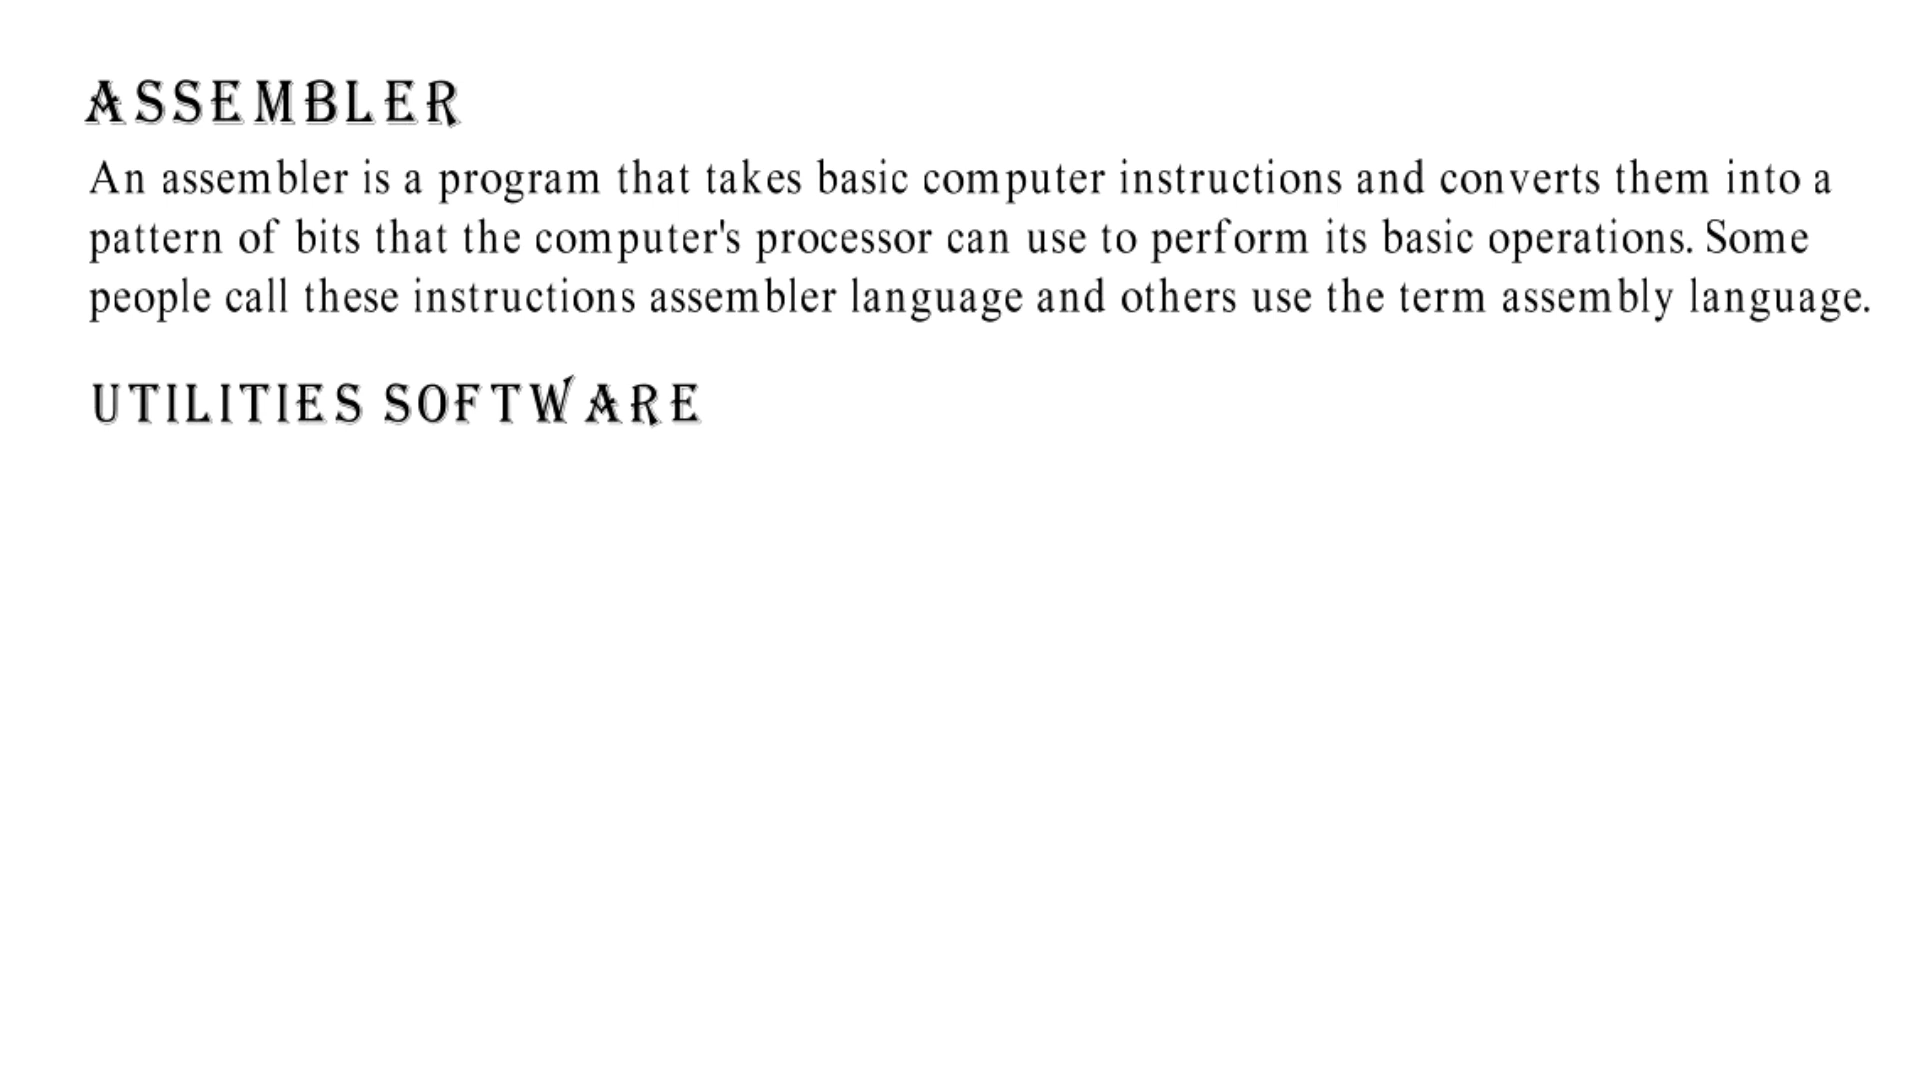 ASSEMBLER
An assembler is a program that takes basic computer instructions and converts them into a
pattern of bits that the computer's processor can use to perform its basic operations. Some
people call these instructions assembler language and others use the term assembly language.
UTILITIES SOFTWARE